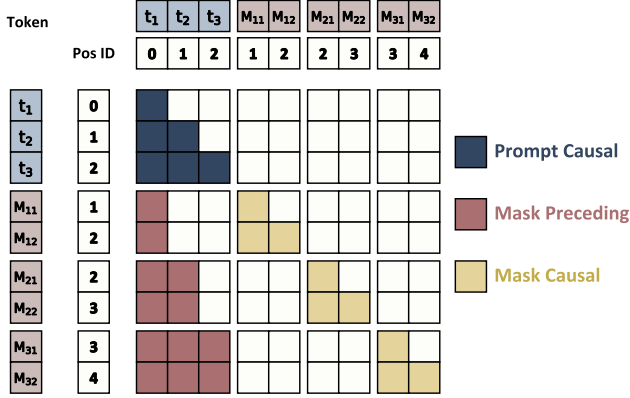 Token t₁ t₂ t₃ M₁₁ M₁₂ M₂₁ M₂₂ M₃₁ M₃₂
Pos ID 0 1 2 1 2 2 3 3 4
t₁ 0
t₂ 1
t₃ 2
M₁₁ 1
M₁₂ 2
M₂₁ 2
M₂₂ 3
M₃₁ 3
M₃₂ 4
Prompt Causal
Mask Preceding
Mask Causal